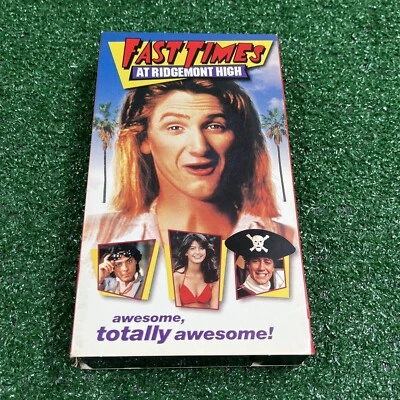 FAST TIMES
AT RIDGEMONT HIGH
awesome,
totally awesome!